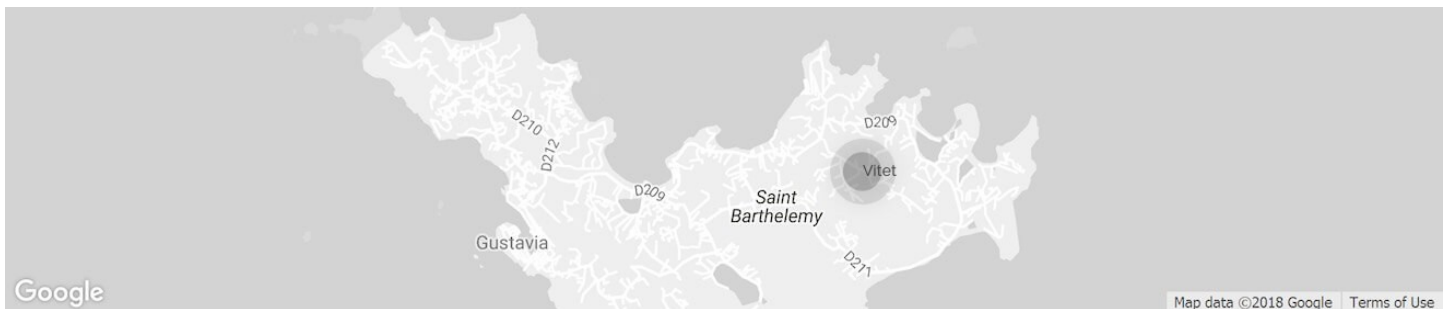 D210
D212
D209
D209
Vitet
Saint
Barthelemy
Gustavia
D211
Google
Map data ©2018 Google
Terms of Use